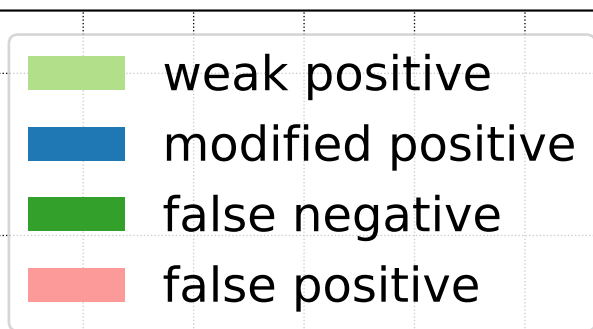 weak positive
modified positive
false negative
false positive